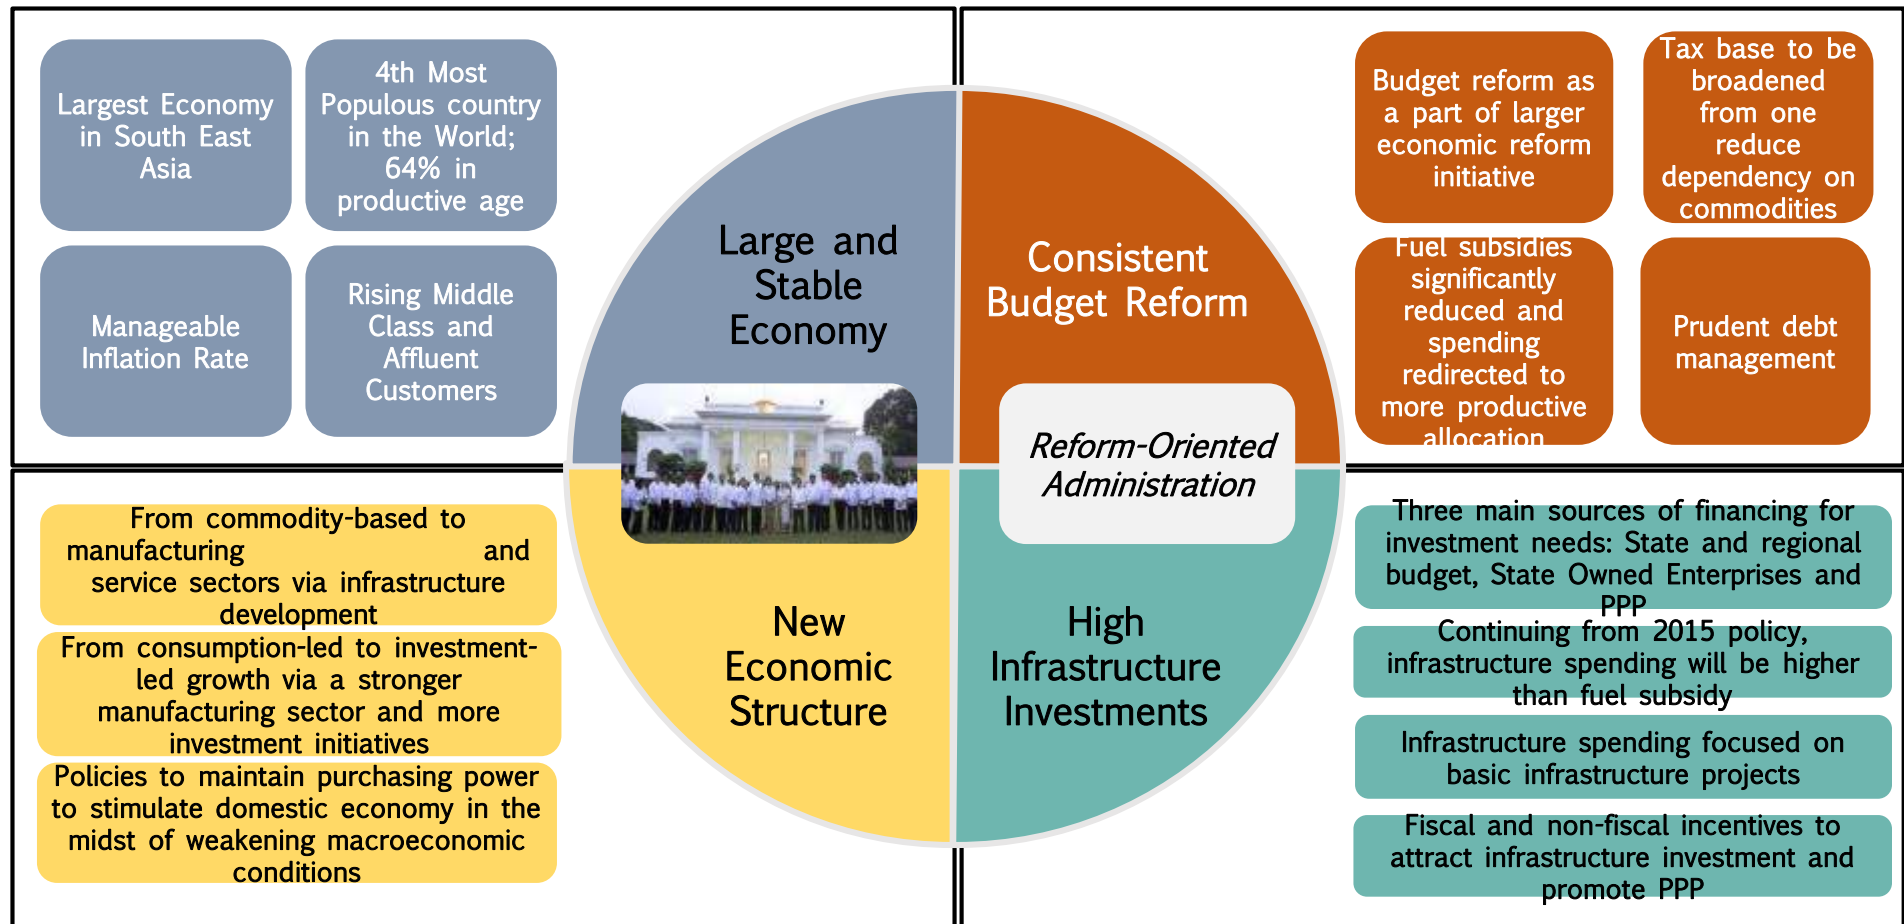 Largest Economy
in South East
Asia
4th Most
Populous country
in the World;
64% in
productive age
Manageable
Inflation Rate
Rising Middle
Class and
Affluent
Customers
Large and
Stable
Economy
Consistent
Budget Reform
Budget reform as
a part of larger
economic reform
initiative
Tax base to be
broadened
from one
reduce
dependency on
commodities
Fuel subsidies
significantly
reduced and
spending
redirected to
more productive
allocation
Prudent debt
management
Reform-Oriented
Administration
From commodity-based to
manufacturing and
service sectors via infrastructure
development
From consumption-led to investment-
led growth via a stronger
manufacturing sector and more
investment initiatives
Policies to maintain purchasing power
to stimulate domestic economy in the
midst of weakening macroeconomic
conditions
New
Economic
Structure
High
Infrastructure
Investments
Three main sources of financing for
investment needs: State and regional
budget, State Owned Enterprises and
PPP
Continuing from 2015 policy,
infrastructure spending will be higher
than fuel subsidy
Infrastructure spending focused on
basic infrastructure projects
Fiscal and non-fiscal incentives to
attract infrastructure investment and
promote PPP